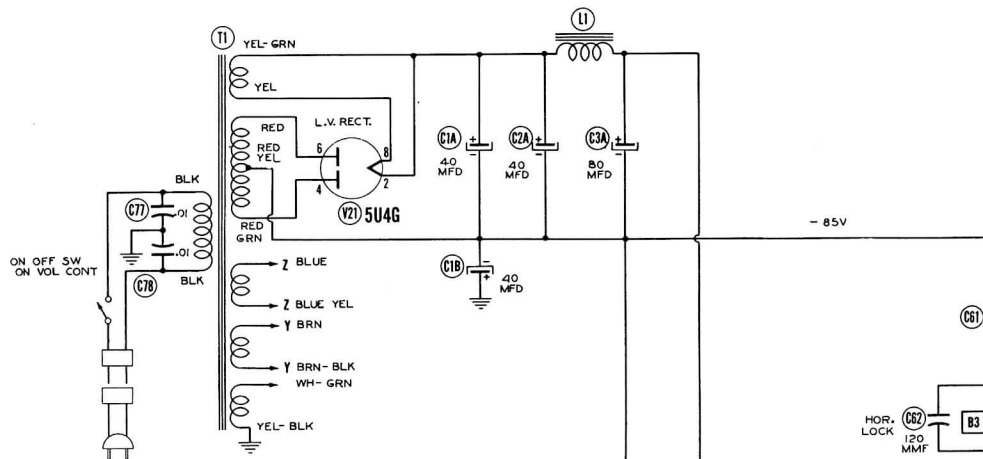 T1
YEL-GRN
YEL
L.V. RECT.
RED
RED
YEL
6
8
4
2
V21 5U4G
RED
GRN
L1
C1A
+
-
40
MFD
C2A
+
-
40
MFD
C3A
+
-
80
MFD
- 85V
C1B
-
+
40
MFD
BLK
C77
.01
.01
C78
BLK
ON OFF SW
ON VOL CONT
Z BLUE
Z BLUE YEL
Y BRN
Y BRN-BLK
WH-GRN
YEL-BLK
C61
HOR.
LOCK
C62
120
MMF
B3